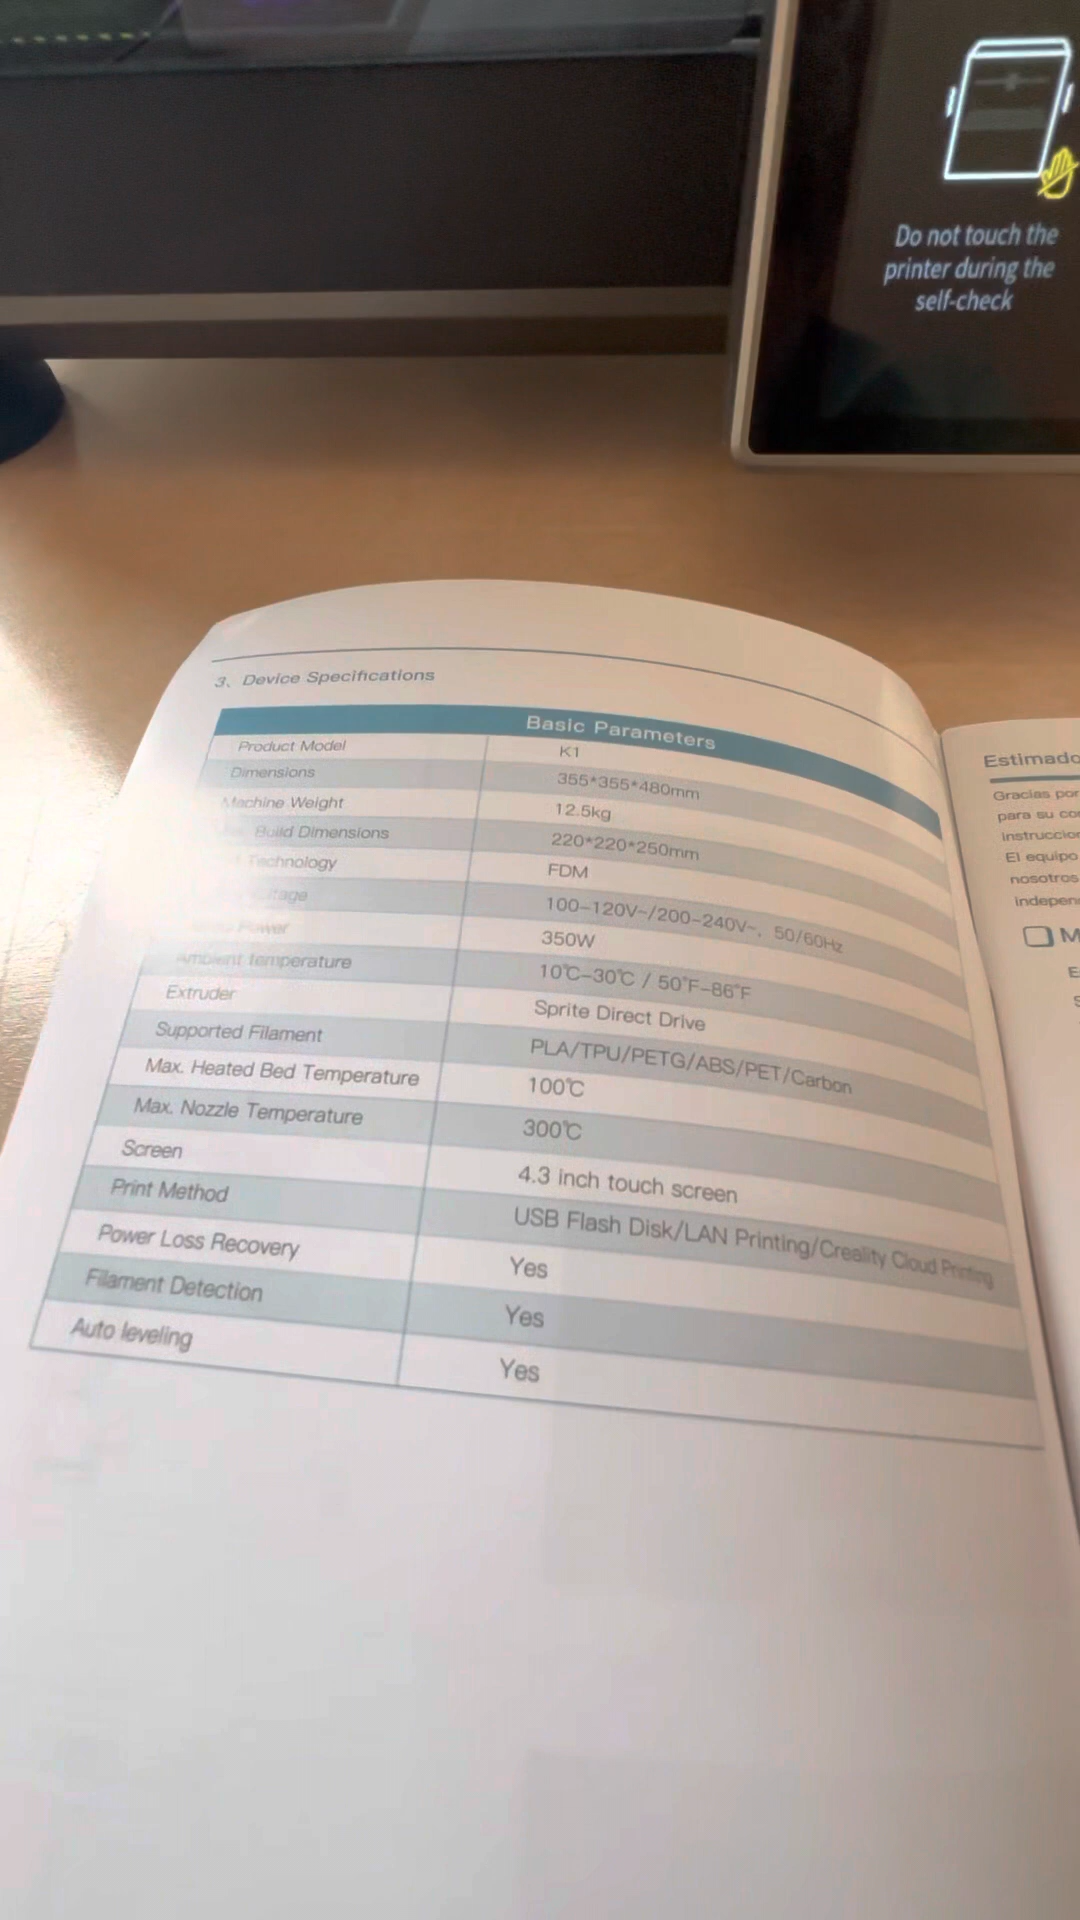 Do not touch the
printer during the
self-check
3、Device Specifications
Basic Parameters
Product Model K1
Dimensions 355*355*480mm
Machine Weight 12.5kg
Build Dimensions 220*220*250mm
Technology FDM
100-120V~/200-240V~, 50/60Hz
Power 350W
Ambient temperature 10℃-30℃ / 50°F-86°F
Extruder Sprite Direct Drive
Supported Filament PLA/TPU/PETG/ABS/PET/Carbon
Max. Heated Bed Temperature 100℃
Max. Nozzle Temperature 300℃
Screen 4.3 inch touch screen
Print Method USB Flash Disk/LAN Printing/Creality Cloud Printing
Power Loss Recovery Yes
Filament Detection Yes
Auto leveling Yes
Estimado
Gracias por
para su
El equipo
nosotros